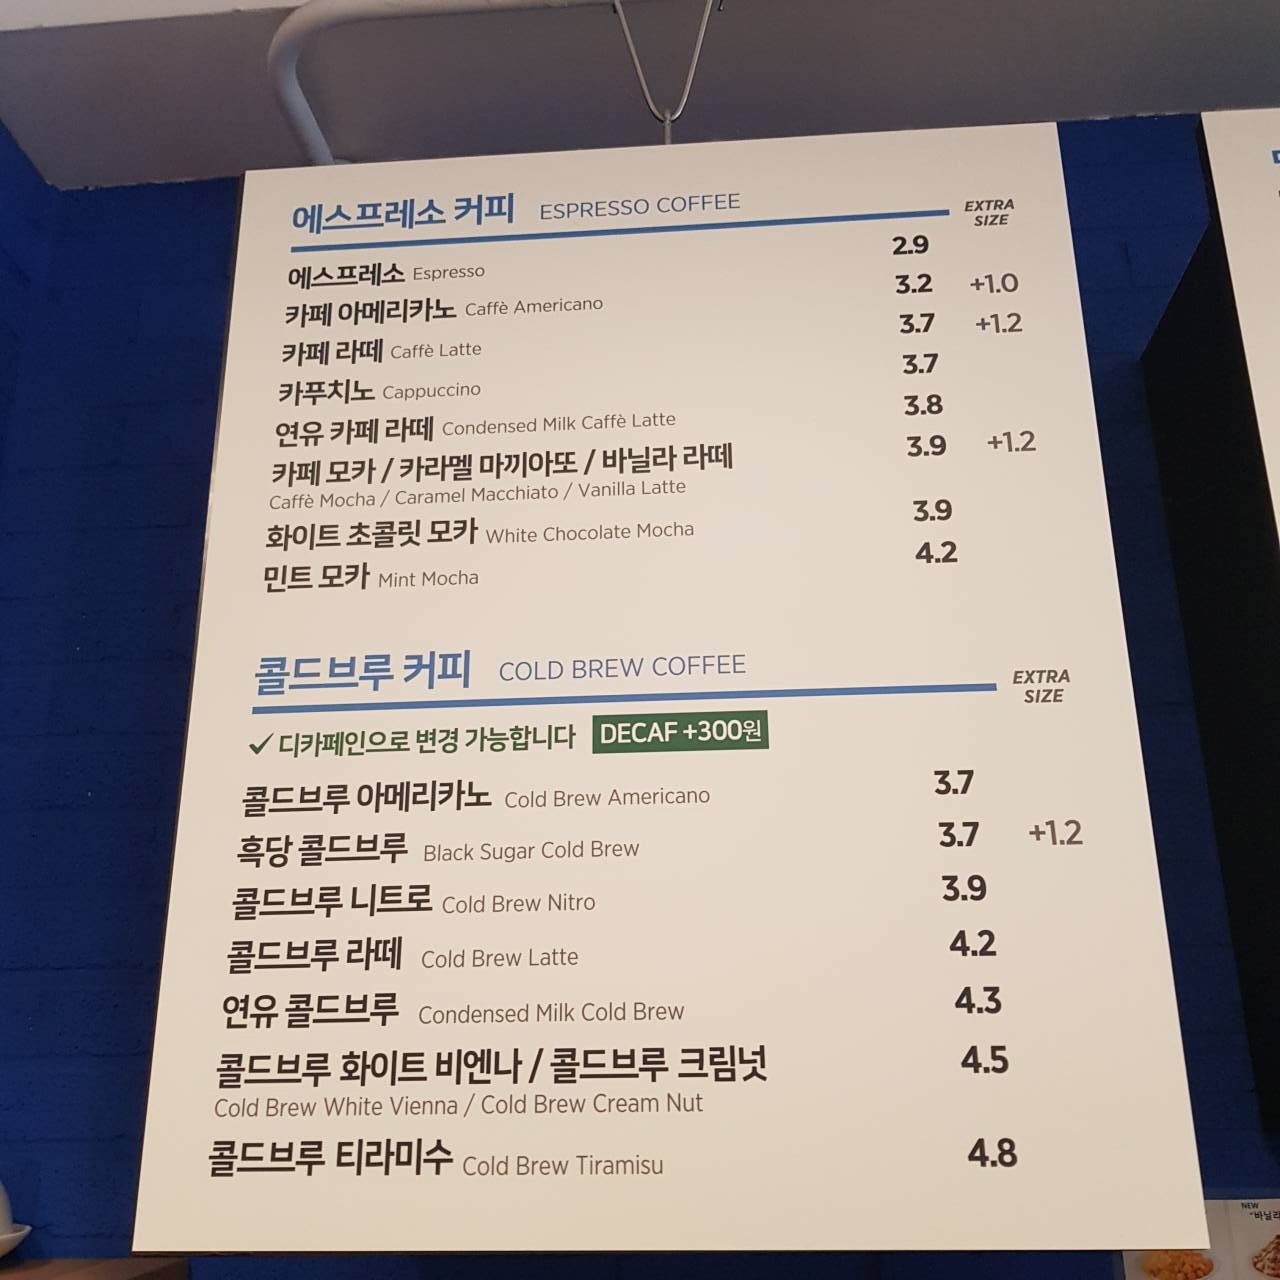 에스프레소 커피 ESPRESSO COFFEE EXTRA SIZE
에스프레소 Espresso 2.9
카페 아메리카노 Caffè Americano 3.2 +1.0
카페 라떼 Caffè Latte 3.7 +1.2
카푸치노 Cappuccino 3.7
연유 카페 라떼 Condensed Milk Caffè Latte 3.8
카페 모카 / 카라멜 마끼아또 / 바닐라 라떼 3.9 +1.2
Caffè Mocha / Caramel Macchiato / Vanilla Latte
화이트 초콜릿 모카 White Chocolate Mocha 3.9
민트 모카 Mint Mocha 4.2
콜드브루 커피 COLD BREW COFFEE EXTRA SIZE
✓ 디카페인으로 변경 가능합니다 DECAF +300원
콜드브루 아메리카노 Cold Brew Americano 3.7
흑당 콜드브루 Black Sugar Cold Brew 3.7 +1.2
콜드브루 니트로 Cold Brew Nitro 3.9
콜드브루 라떼 Cold Brew Latte 4.2
연유 콜드브루 Condensed Milk Cold Brew 4.3
콜드브루 화이트 비엔나 / 콜드브루 크림넛 4.5
Cold Brew White Vienna / Cold Brew Cream Nut
콜드브루 티라미수 Cold Brew Tiramisu 4.8
NEW